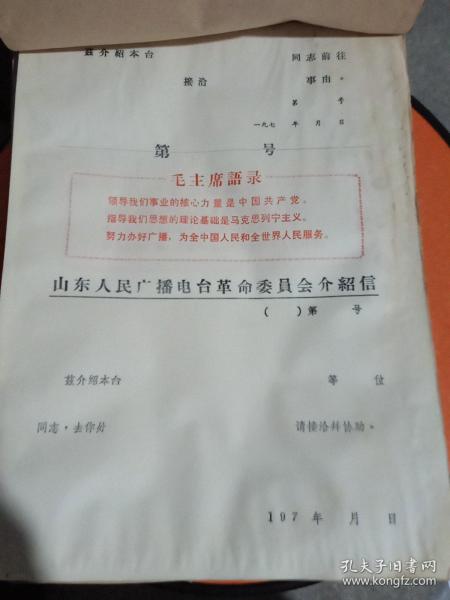 兹介紹本台 同志前往
接洽 事由。
第 号
一九七 年 月 日
第 号
毛主席語录
领导我们事业的核心力量是中国共产党。
指导我们思想的理论基础是马克思列宁主义。
努力办好广播，为全中国人民和全世界人民服务。
山东人民广播电台革命委員会介紹信
( )第 号
兹介紹本台 等 位
同志，去你处 请接洽并协助。
197 年 月 日
孔夫子旧书网
www.kongfz.com